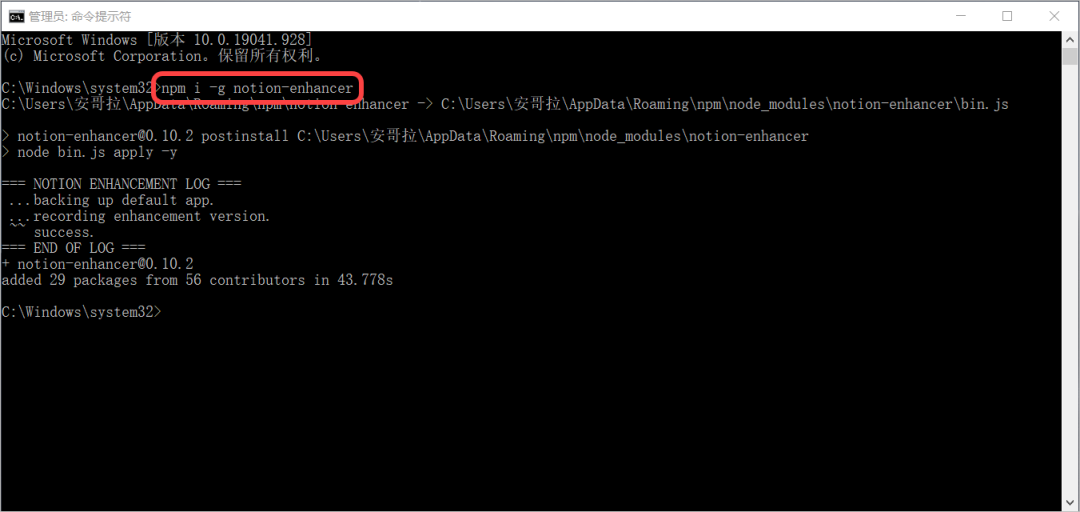 管理员: 命令提示符
Microsoft Windows [版本 10.0.19041.928]
(c) Microsoft Corporation。保留所有权利。
C:\Windows\system32>npm i -g notion-enhancer
C:\Users\安哥拉\AppData\Roaming\npm\notion-enhancer -> C:\Users\安哥拉\AppData\Roaming\npm\node_modules\notion-enhancer\bin.js
> notion-enhancer@0.10.2 postinstall C:\Users\安哥拉\AppData\Roaming\npm\node_modules\notion-enhancer
> node bin.js apply -y
=== NOTION ENHANCEMENT LOG ===
...backing up default app.
...recording enhancement version.
~~ success.
=== END OF LOG ===
+ notion-enhancer@0.10.2
added 29 packages from 56 contributors in 43.778s
C:\Windows\system32>